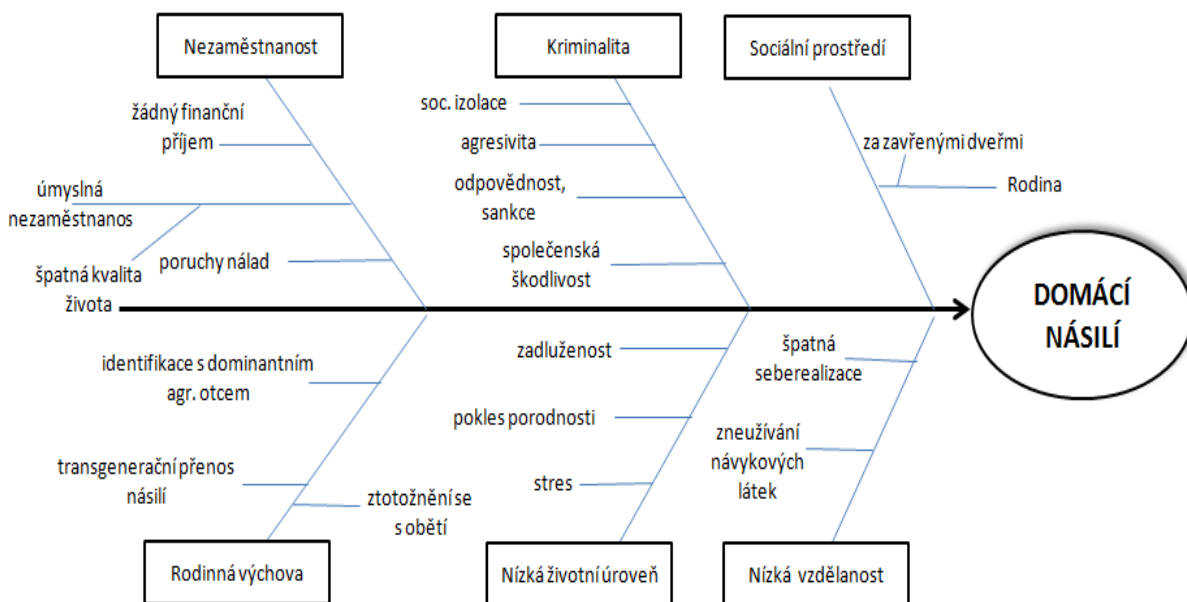 Nezaměstnanost
Kriminalita
Sociální prostředí
žádný finanční
příjem
úmyslná
nezaměstnanos
špatná kvalita
života
poruchy nálad
soc. izolace
agresivita
odpovědnost,
sankce
společenská
škodlivost
za zavřenými dveřmi
Rodina
DOMÁCÍ
NÁSILÍ
identifikace s dominantním
agr. otcem
transgenerační přenos
násilí
ztotožnění se
s obětí
zadluženost
pokles porodnosti
stres
špatná
seberealizace
zneužívání
návykových
látek
Rodinná výchova
Nízká životní úroveň
Nízká vzdělanost